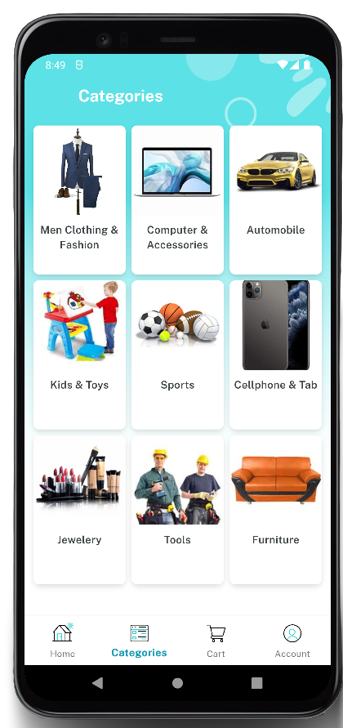 8:49
Categories
Men Clothing &
Fashion
Computer &
Accessories
Automobile
Kids & Toys
Sports
Cellphone & Tab
Jewelery
Tools
Furniture
Home
Categories
Cart
Account